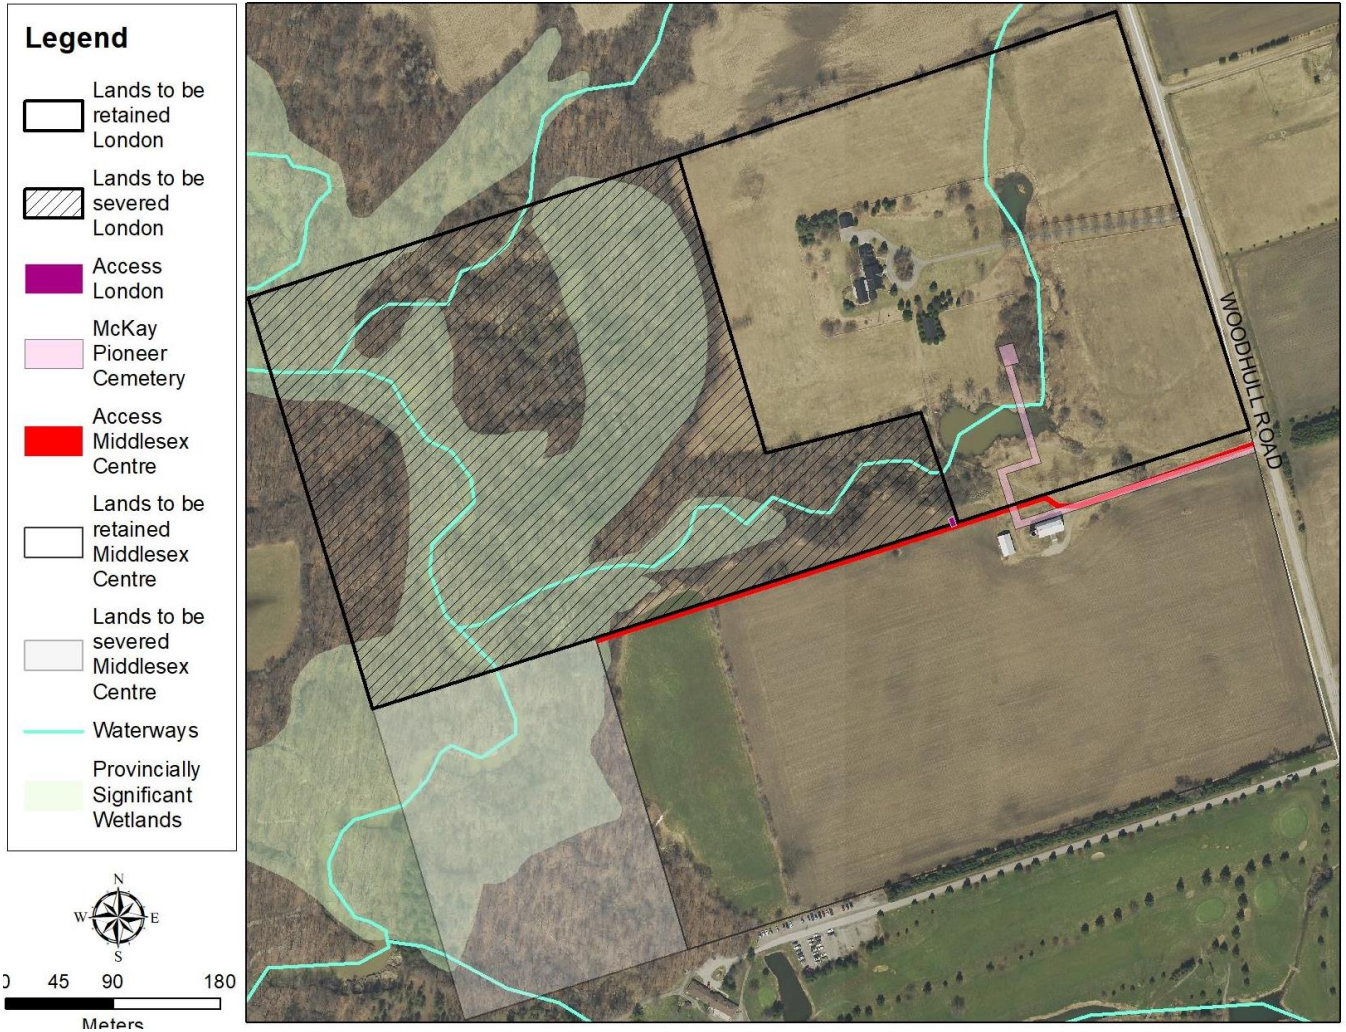 Legend
Lands to be
retained
London
Lands to be
severed
London
Access
London
McKay
Pioneer
Cemetery
Access
Middlesex
Centre
Lands to be
retained
Middlesex
Centre
Lands to be
severed
Middlesex
Centre
Waterways
Provincially
Significant
Wetlands
N
W E
S
0 45 90 180
Meters
WOODHULL ROAD